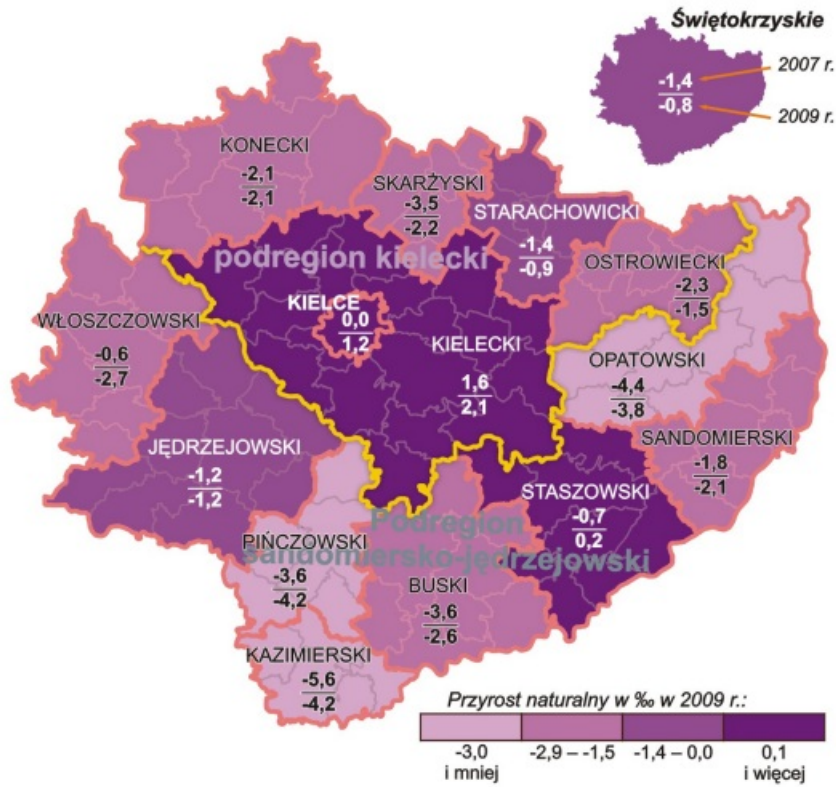 Świętokrzyskie
-1,4
-0,8
2007 r.
2009 r.
KONECKI
-2,1
-2,1
SKARŻYSKI
-3,5
-2,2
STARACHOWICKI
-1,4
-0,9
podregion kielecki
OSTROWIECKI
-2,3
-1,5
KIELCE
0,0
1,2
WŁOSZCZOWSKI
-0,6
-2,7
KIELECKI
1,6
2,1
OPATOWSKI
-4,4
-3,8
JĘDRZEJOWSKI
-1,2
-1,2
SANDOMIERSKI
-1,8
-2,1
STASZOWSKI
-0,7
0,2
Podregion
sandomiersko-jędrzejowski
PIŃCZOWSKI
-3,6
-4,2
BUSKI
-3,6
-2,6
KAZIMIERSKI
-5,6
-4,2
Przyrost naturalny w ‰ w 2009 r.:
-3,0 i mniej
-2,9 – -1,5
-1,4 – 0,0
0,1 i więcej